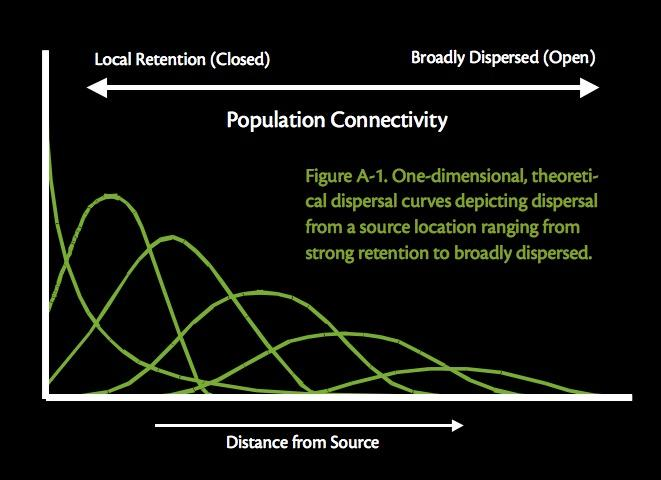 Local Retention (Closed)
Broadly Dispersed (Open)
Population Connectivity
Figure A-1. One-dimensional, theoreti-
cal dispersal curves depicting dispersal
from a source location ranging from
strong retention to broadly dispersed.
Distance from Source